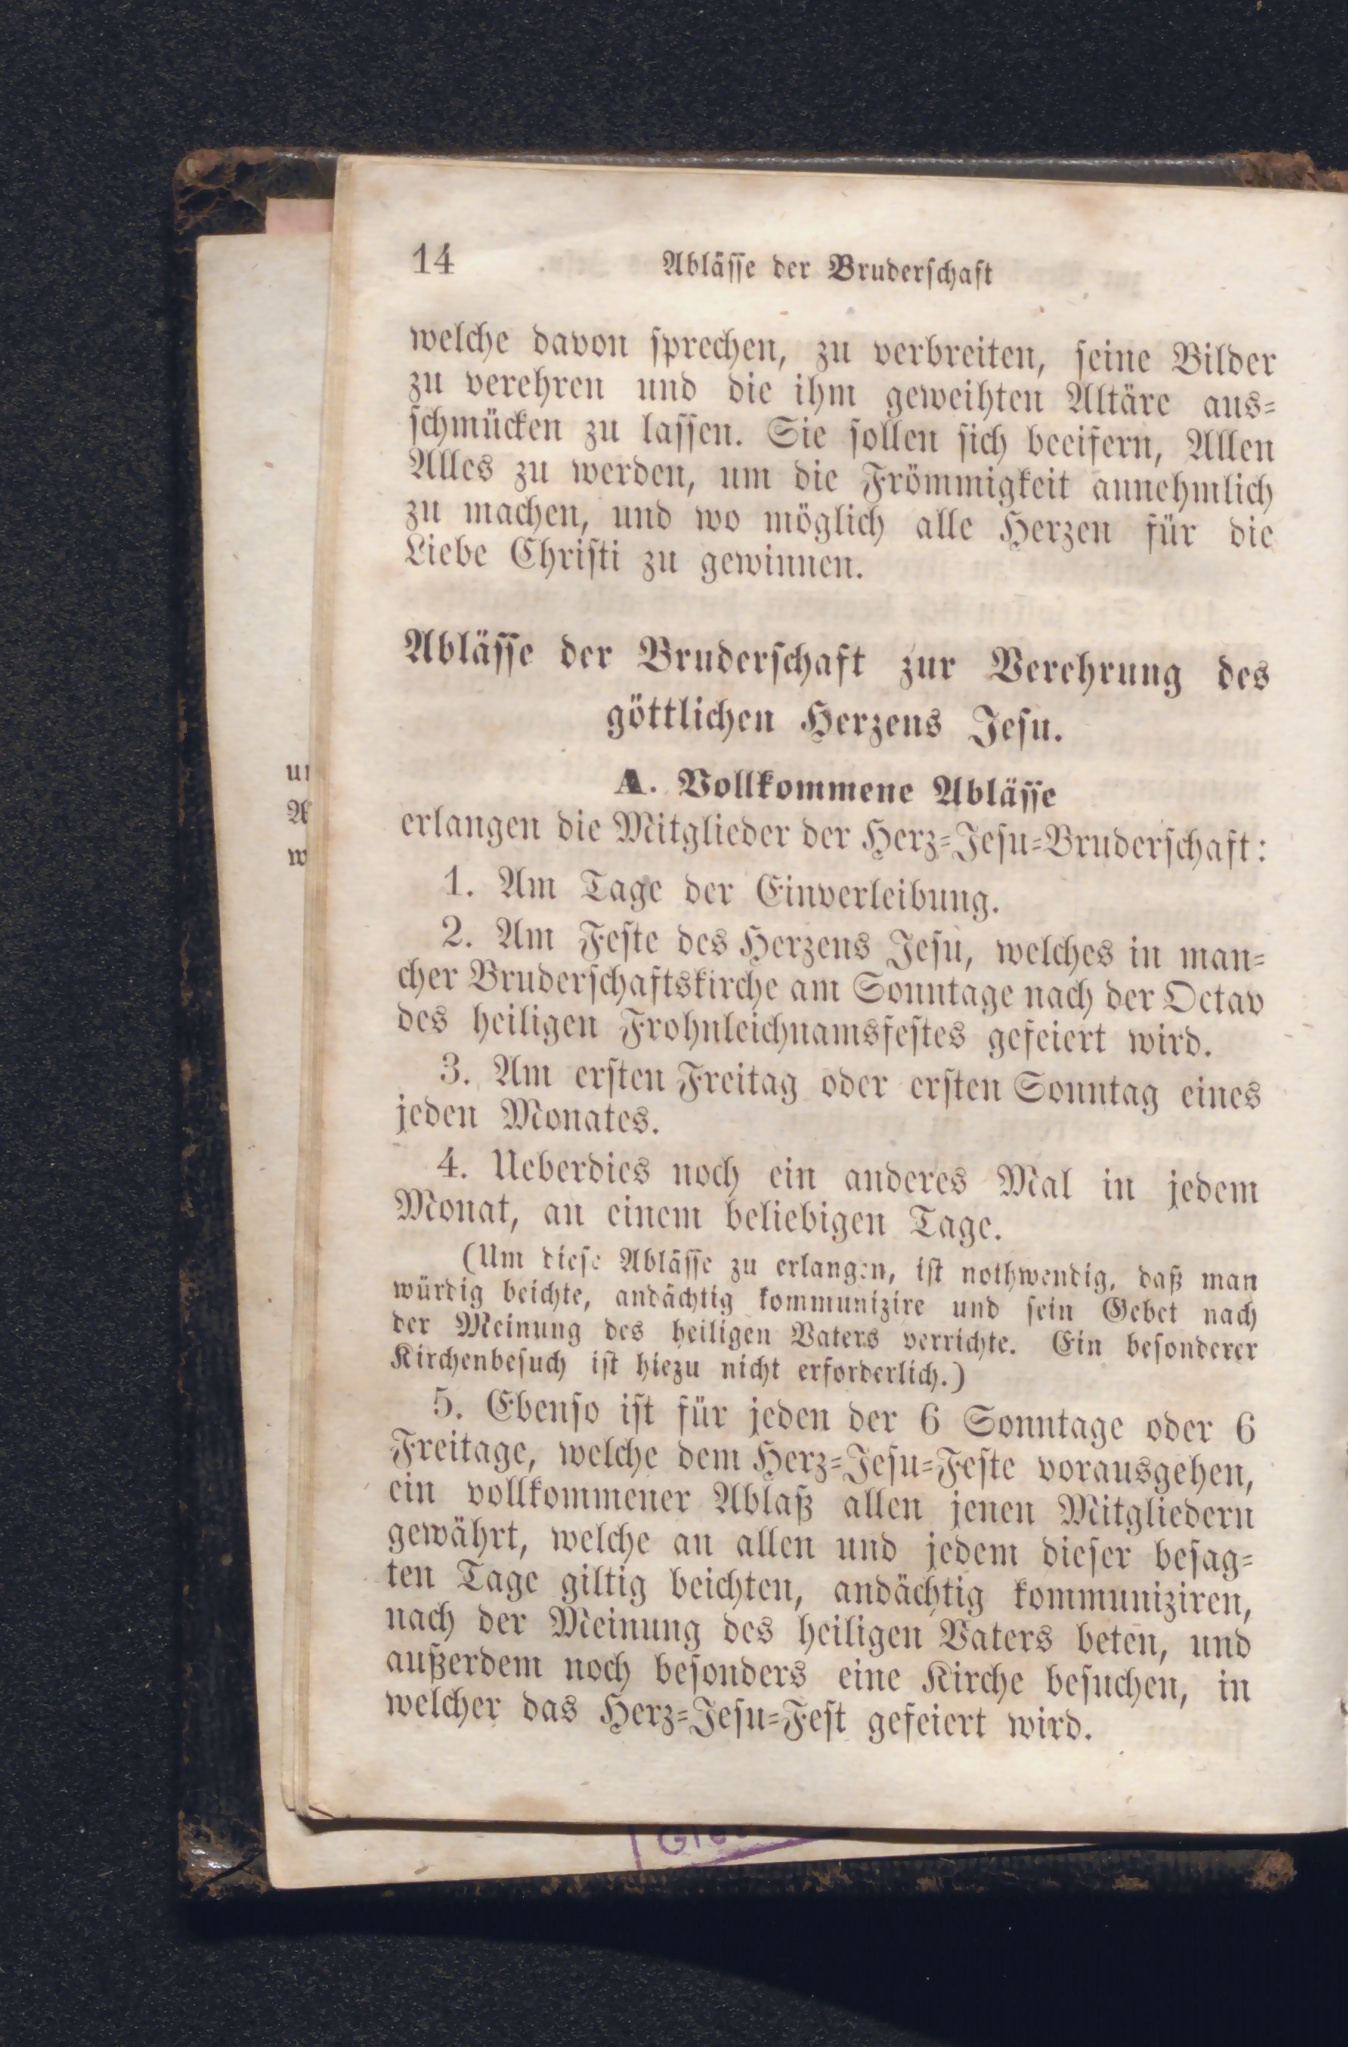 14 Ablässe der Bruderschaft
welche davon sprechen, zu verbreiten, seine Bilder
zu verehren und die ihm geweihten Altäre aus=
schmücken zu lassen. Sie sollen sich beeifern, Allen
Alles zu werden, um die Frömmigkeit annehmlich
zu machen, und wo möglich alle Herzen für die
Liebe Christi zu gewinnen.
Ablässe der Bruderschaft zur Verehrung des
göttlichen Herzens Jesu.
A. Vollkommene Ablässe
erlangen die Mitglieder der Herz=Jesu=Bruderschaft:
1. Am Tage der Einverleibung.
2. Am Feste des Herzens Jesu, welches in man=
cher Bruderschaftskirche am Sonntage nach der Octav
des heiligen Frohnleichnamsfestes gefeiert wird.
3. Am ersten Freitag oder ersten Sonntag eines
jeden Monates.
4. Ueberdies noch ein anderes Mal in jedem
Monat, an einem beliebigen Tage.
(Um diese Ablässe zu erlangen, ist nothwendig, daß man
würdig beichte, andächtig kommunizire und sein Gebet nach
der Meinung des heiligen Vaters verrichte. Ein besonderer
Kirchenbesuch ist hiezu nicht erforderlich.)
5. Ebenso ist für jeden der 6 Sonntage oder 6
Freitage, welche dem Herz=Jesu=Feste vorausgehen,
ein vollkommener Ablaß allen jenen Mitgliedern
gewährt, welche an allen und jedem dieser besag=
ten Tage giltig beichten, andächtig kommuniziren,
nach der Meinung des heiligen Vaters beten, und
außerdem noch besonders eine Kirche besuchen, in
welcher das Herz=Jesu=Fest gefeiert wird.